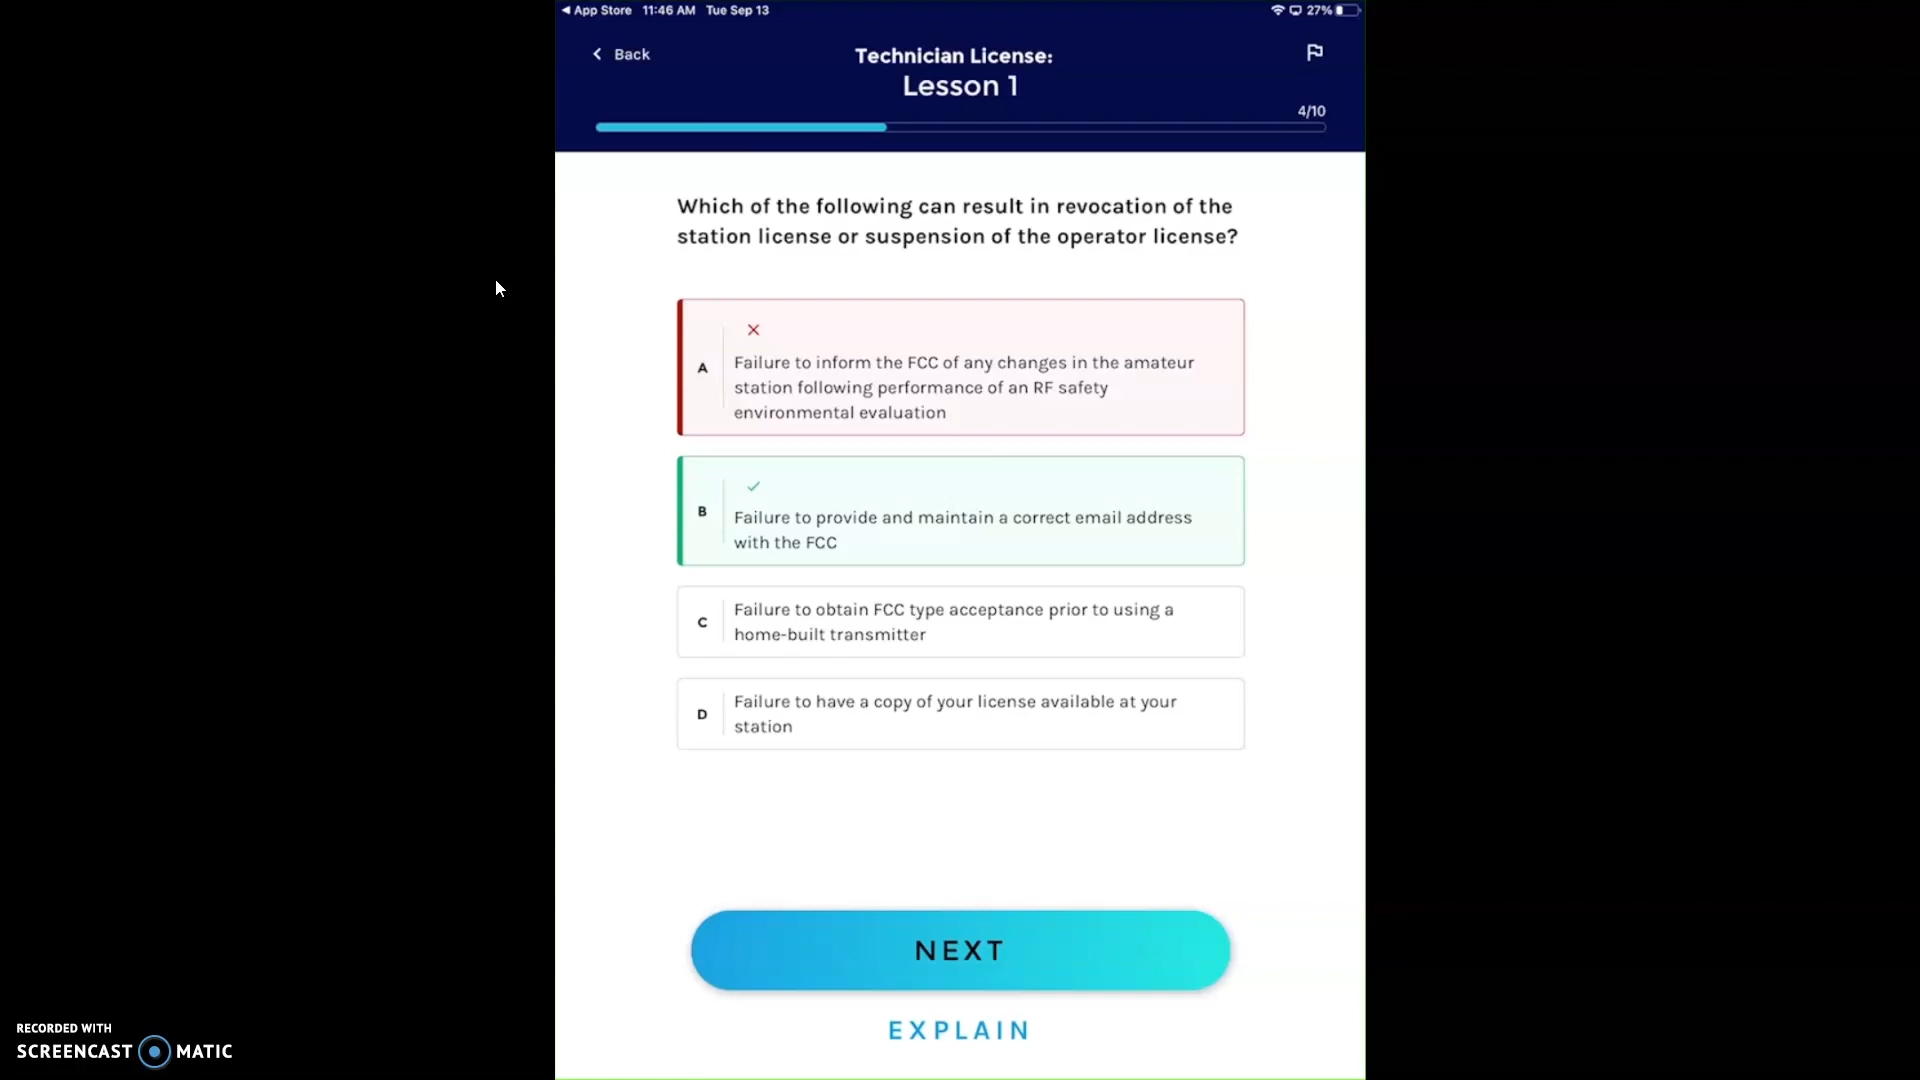 App Store 11:46 AM Tue Sep 13 27%
Back
Technician License:
Lesson 1
4/10
Which of the following can result in revocation of the
station license or suspension of the operator license?
A
Failure to inform the FCC of any changes in the amateur
station following performance of an RF safety
environmental evaluation
B
Failure to provide and maintain a correct email address
with the FCC
C
Failure to obtain FCC type acceptance prior to using a
home-built transmitter
D
Failure to have a copy of your license available at your
station
NEXT
EXPLAIN
RECORDED WITH
SCREENCAST MATIC